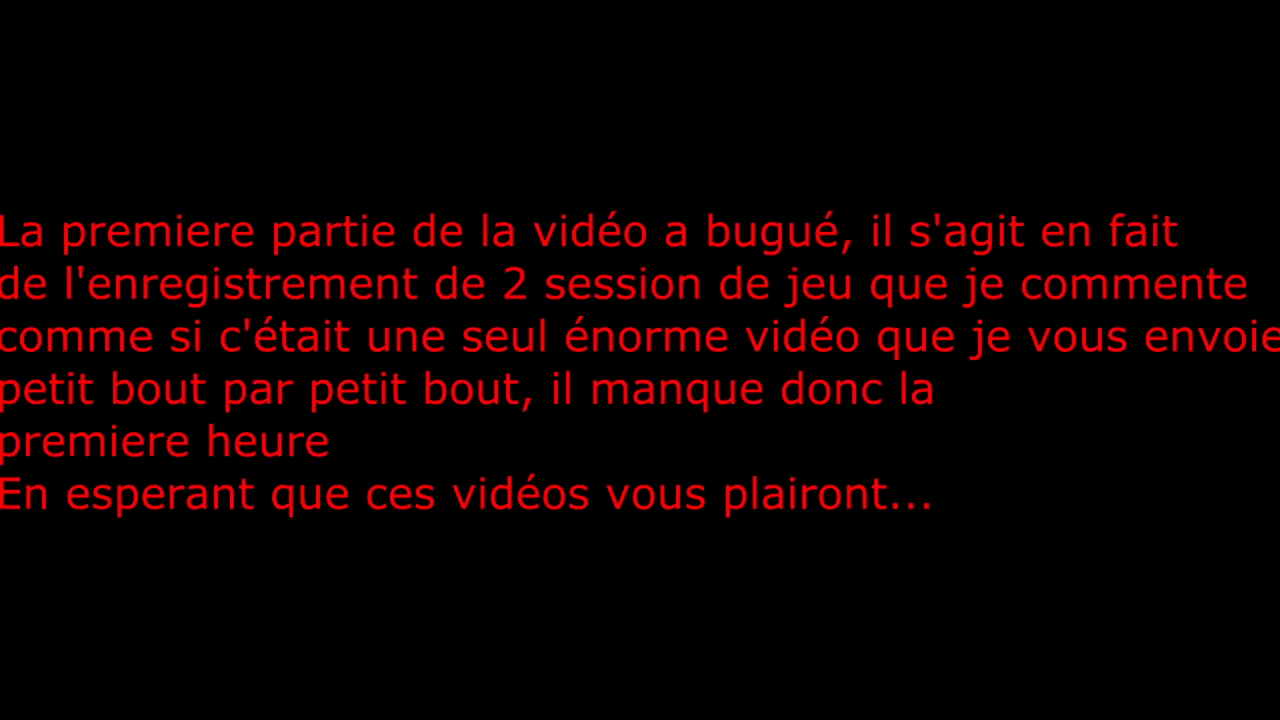 La premiere partie de la vidéo a bugué, il s'agit en fait
de l'enregistrement de 2 session de jeu que je commente
comme si c'était une seul énorme vidéo que je vous envoie
petit bout par petit bout, il manque donc la
premiere heure
En esperant que ces vidéos vous plairont...